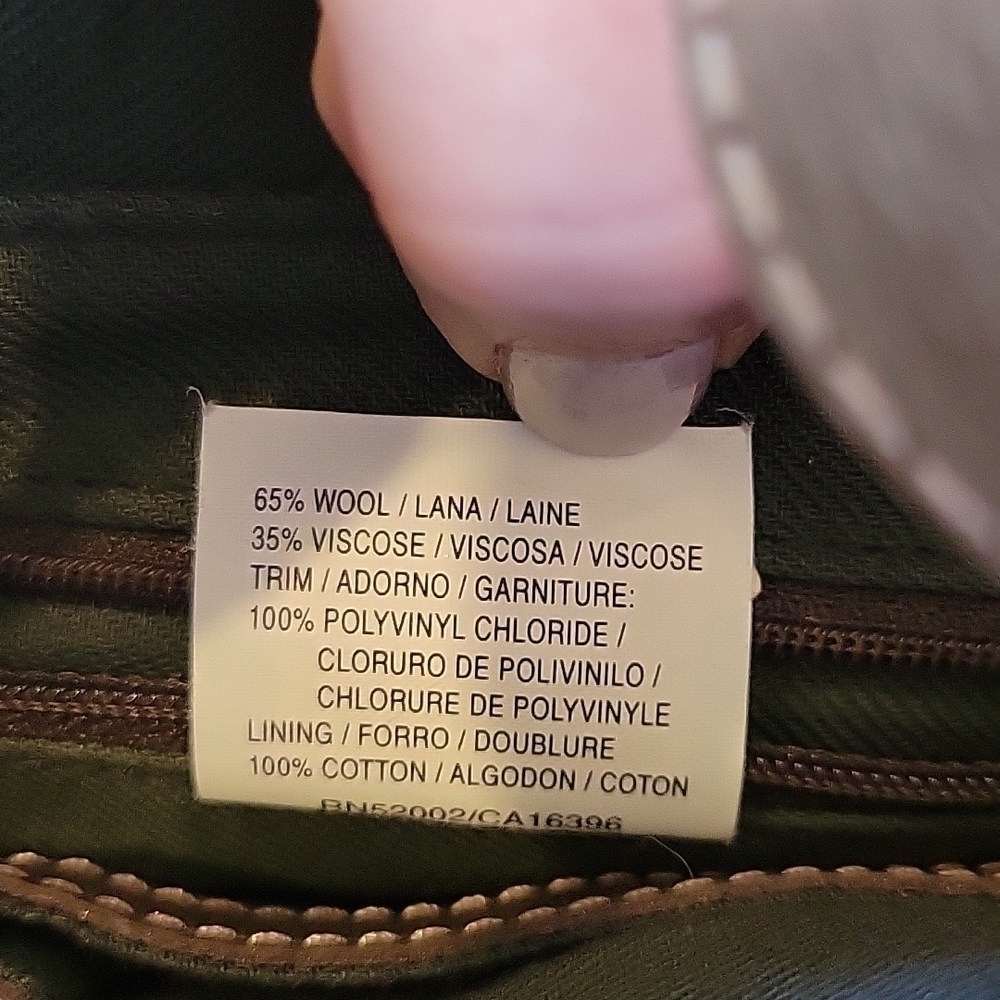 65% WOOL / LANA / LAINE
35% VISCOSE / VISCOSA / VISCOSE
TRIM / ADORNO / GARNITURE:
100% POLYVINYL CHLORIDE /
CLORURO DE POLIVINILO /
CHLORURE DE POLYVINYLE
LINING / FORRO / DOUBLURE
100% COTTON / ALGODON / COTON
BN52002/CA16396